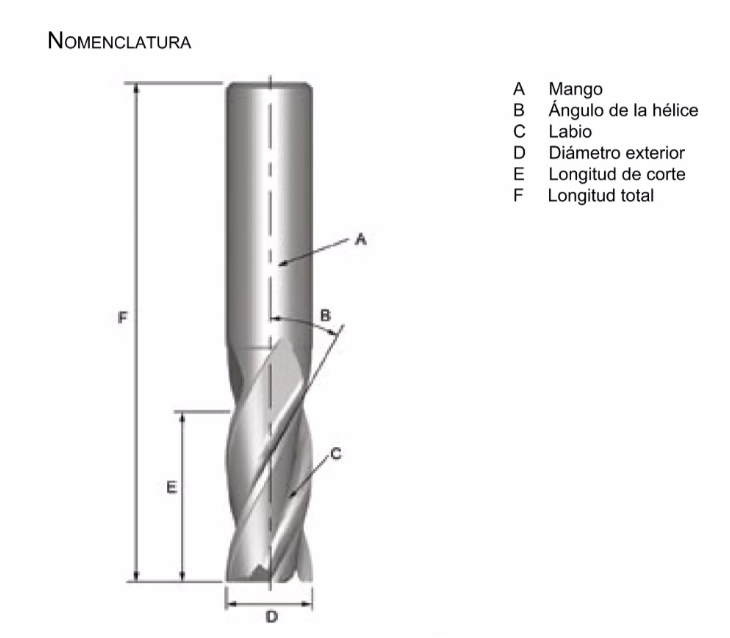 NOMENCLATURA
A Mango
B Ángulo de la hélice
C Labio
D Diámetro exterior
E Longitud de corte
F Longitud total
A
B
F
C
E
D